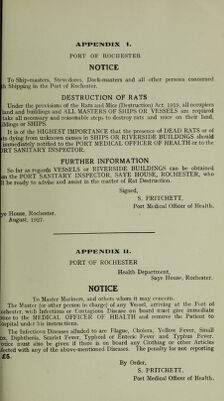 APPENDIX I.
PORT OF ROCHESTER
NOTICE
To Ship-masters, Stevedores, Dock-masters and all other persons concerned
th Shipping in the Port of Rochester.
DESTRUCTION OF RATS
Under the provisions of the Rats and Mice (Destruction) Act, 1919, all occupiers
land and buildings and ALL MASTERS OF SHIPS OR VESSELS are required
take all necessary and reasonable steps to destroy rats and mice on their land,
ildings or SHIPS.
It is of the HIGHEST IMPORTANCE that the presence of DEAD RATS or of
ats dying from unknown causes in SHIPS OR RIVERSIDE BUILDINGS should
immediately notified to the PORT MEDICAL OFFICER OF HEALTH or to the
ORT SANITARY INSPECTOR.
FURTHER INFORMATION
So far as regards VESSELS or RIVERSIDE BUILDINGS can be obtained
om the PORT SANITARY INSPECTOR, SAYE HOUSE, ROCHESTER, who
ll be ready to advise and assist in the matter of Rat Destruction.
Signed,
S. PRITCHETT,
Port Medical Officer of Health.
ye House, Rochester.
August, 1927.
APPENDIX II.
PORT OF ROCHESTER
Health Department,
Saye House, Rochester.
NOTICE
To Master Mariners, and others whom it may concern.
The Master (or other person in charge) of any Vessel, arriving at the Port of
ochester, with Infectious or Contagious Disease on board must give immediate
otice to the MEDICAL OFFICER OF HEALTH and remove the Patient to
ospital under his instructions.
The Infectious Diseases alluded to are Plague, Cholera, Yellow Fever, Small
ox, Diphtheria, Scarlet Fever, Typhoid or Enteric Fever and Typhus Fever.
otice must also be given if there is on board any Clothing or other Articles
fected with any of the above-mentioned Diseases. The penalty for not reporting
£5.
By Order,
S. PRITCHETT,
Port Medical Officer of Health.